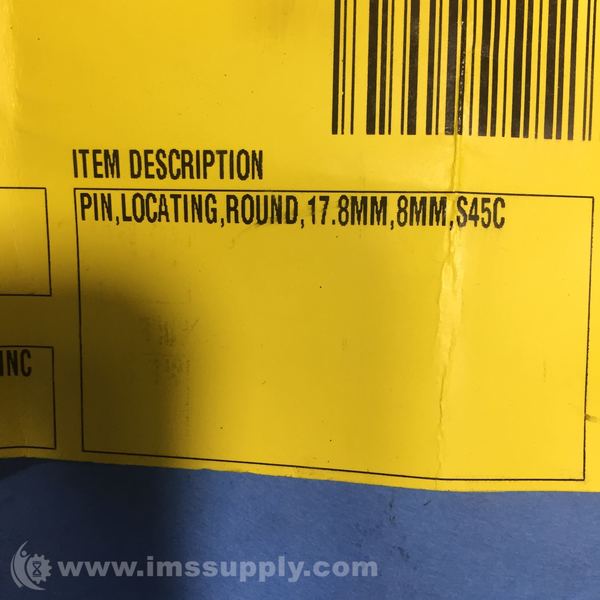 ITEM DESCRIPTION
PIN,LOCATING,ROUND,17.8MM,8MM,S45C
INC
www.imssupply.com